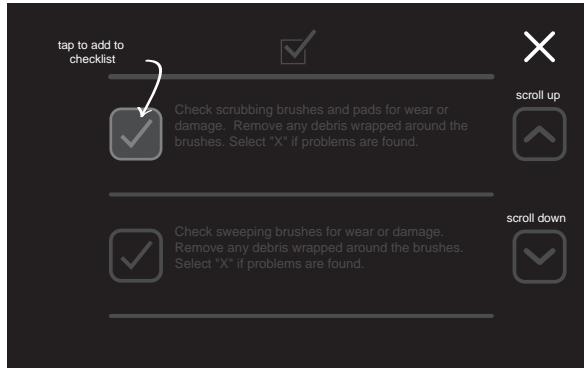 tap to add to
checklist
scroll up
Check scrubbing brushes and pads for wear or
damage.  Remove any debris wrapped around the
brushes. Select "X" if problems are found.
scroll down
Check sweeping brushes for wear or damage.
Remove any debris wrapped around the brushes.
Select "X" if problems are found.